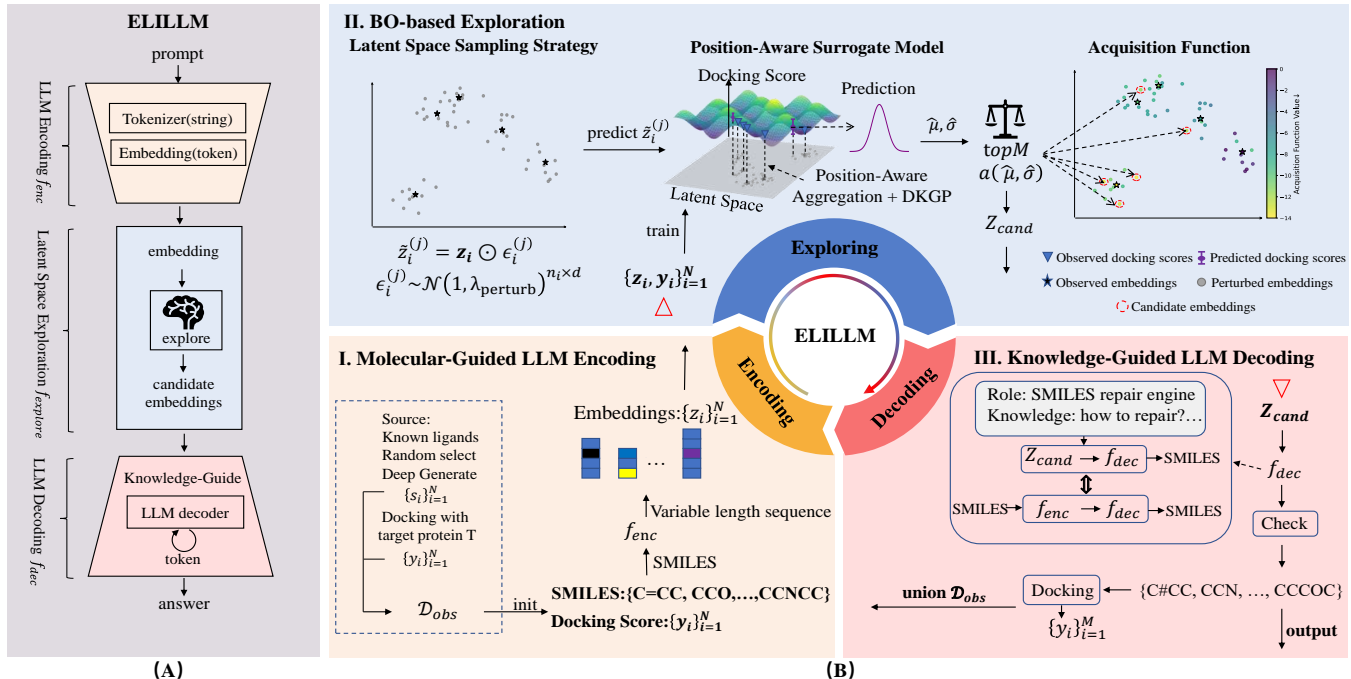 ELILLM
prompt
LLM Encoding f_enc
Tokenizer(string)
Embedding(token)
Latent Space Exploration f_explore
embedding
explore
candidate
embeddings
LLM Decoding f_dec
Knowledge-Guide
LLM decoder
token
answer
(A)
II. BO-based Exploration
Latent Space Sampling Strategy
z̃_i^(j) = z_i ⊙ ϵ_i^(j)
ϵ_i^(j)~𝒩(1, λ_perturb)^{n_i×d}
predict z̃_i^(j)
Position-Aware Surrogate Model
Docking Score
Latent Space
Prediction
Position-Aware
Aggregation + DKGP
train
{z_i, y_i}_{i=1}^N
μ̂, σ̂
topM
a(μ̂, σ̂)
Z_cand
Acquisition Function
0
−2
−4
−6
−8
−10
−12
−14
Acquisition Function Value↓
Observed docking scores
Predicted docking scores
Observed embeddings
Perturbed embeddings
Candidate embeddings
Exploring
Encoding
Decoding
ELILLM
I. Molecular-Guided LLM Encoding
Source:
Known ligands
Random select
Deep Generate
{s_i}_{i=1}^N
Docking with
target protein T
{y_i}_{i=1}^N
𝒟_obs
init
Embeddings:{z_i}_{i=1}^N
...
Variable length sequence
f_enc
SMILES
SMILES:{C=CC, CCO,…,CCNCC}
Docking Score:{y_i}_{i=1}^N
III. Knowledge-Guided LLM Decoding
Role: SMILES repair engine
Knowledge: how to repair?…
Z_cand → f_dec → SMILES
⇕
SMILES → f_enc → f_dec → SMILES
Z_cand
f_dec
Check
{C#CC, CCN, …, CCCOC}
Docking
{y_i}_{i=1}^M
union 𝒟_obs
output
(B)